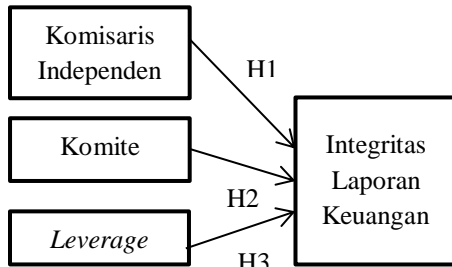 Komisaris
Independen
H1
Komite
Integritas
Laporan
Keuangan
H2
Leverage
H3